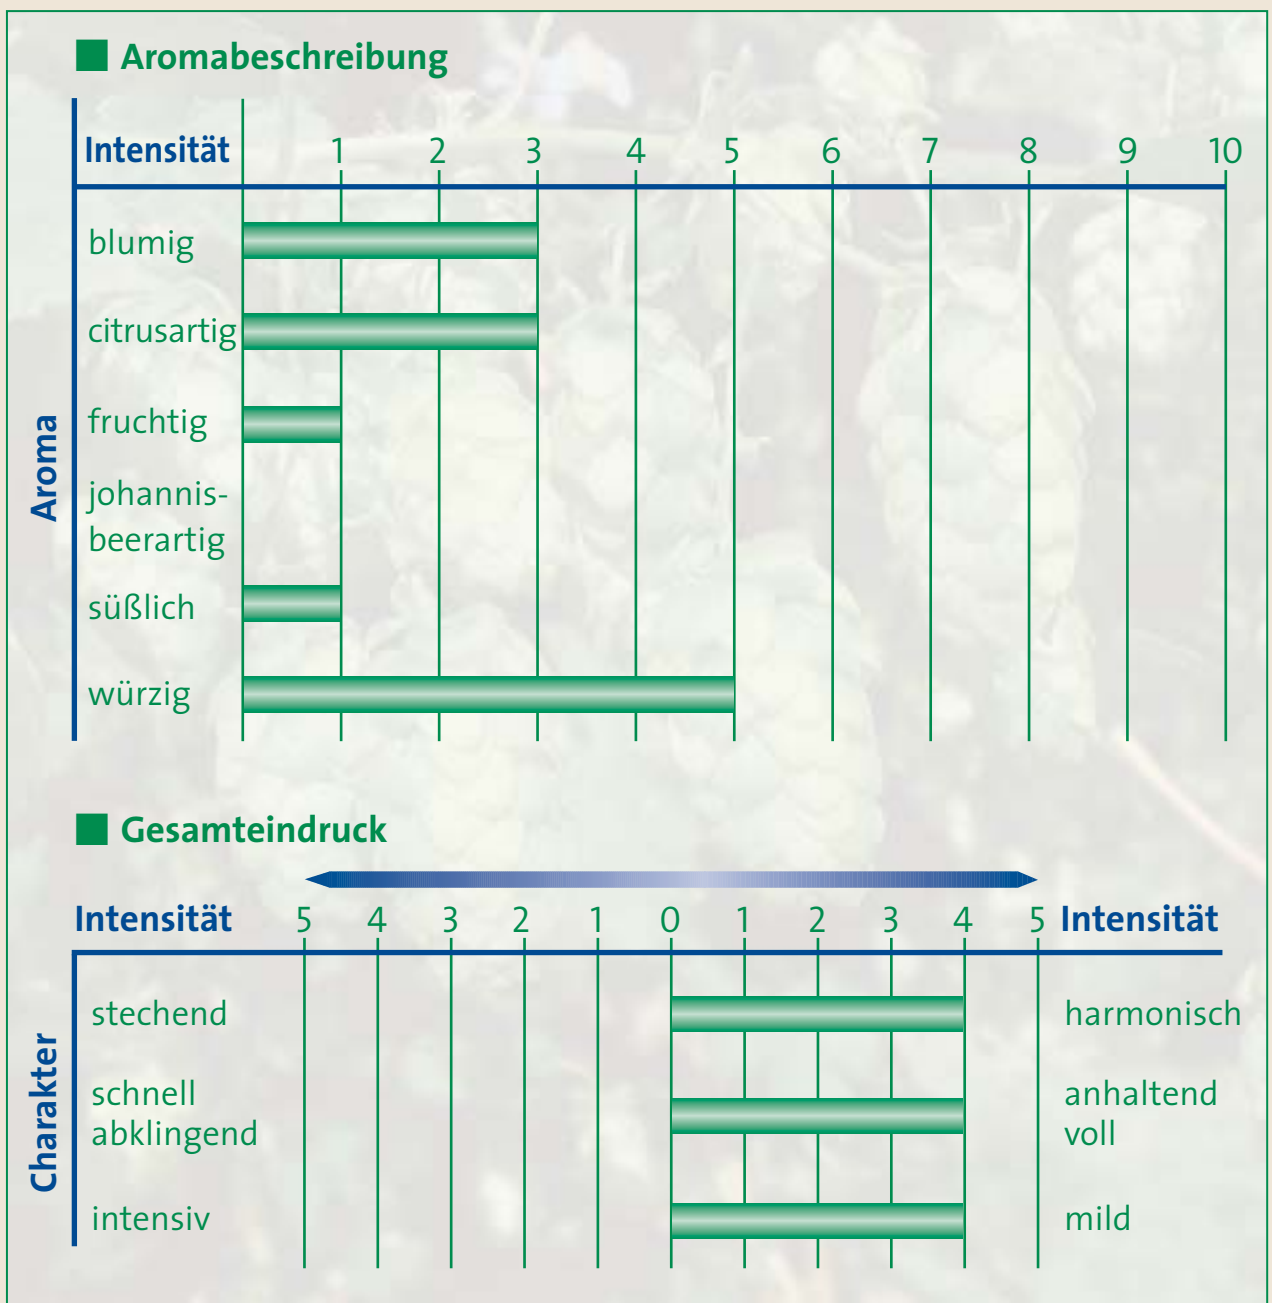 Aromabeschreibung
Intensität 1 2 3 4 5 6 7 8 9 10
Aroma
blumig
citrusartig
fruchtig
johannis-
beerartig
süßlich
würzig
Gesamteindruck
Intensität 5 4 3 2 1 0 1 2 3 4 5 Intensität
Charakter
stechend harmonisch
schnell anhaltend
abklingend voll
intensiv mild